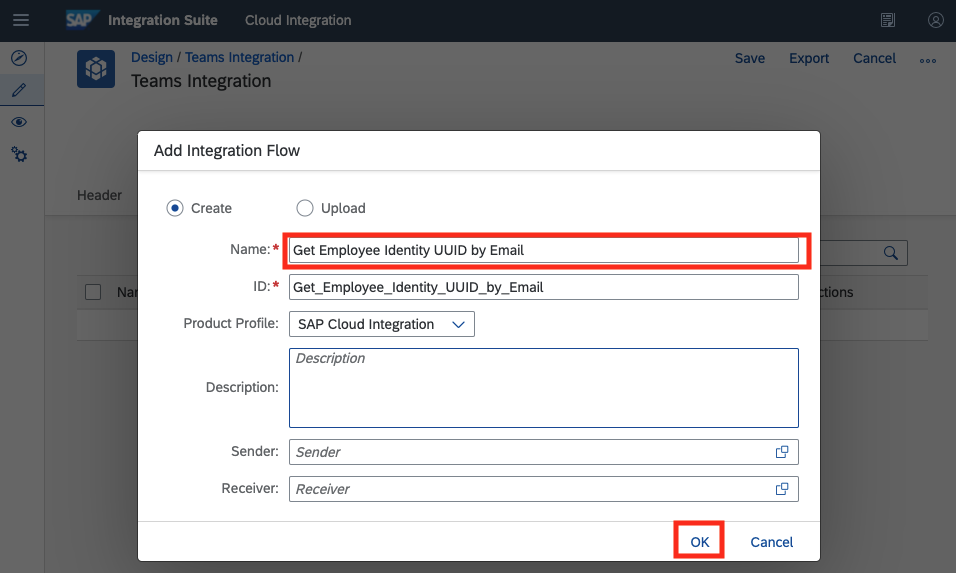 SAP Integration Suite Cloud Integration
Design / Teams Integration /
Save Export Cancel
Teams Integration
Add Integration Flow
Header
Create Upload
Name:* Get Employee Identity UUID by Email
ID:* Get_Employee_Identity_UUID_by_Email
Product Profile: SAP Cloud Integration
Description: Description
Sender: Sender
Receiver: Receiver
OK Cancel